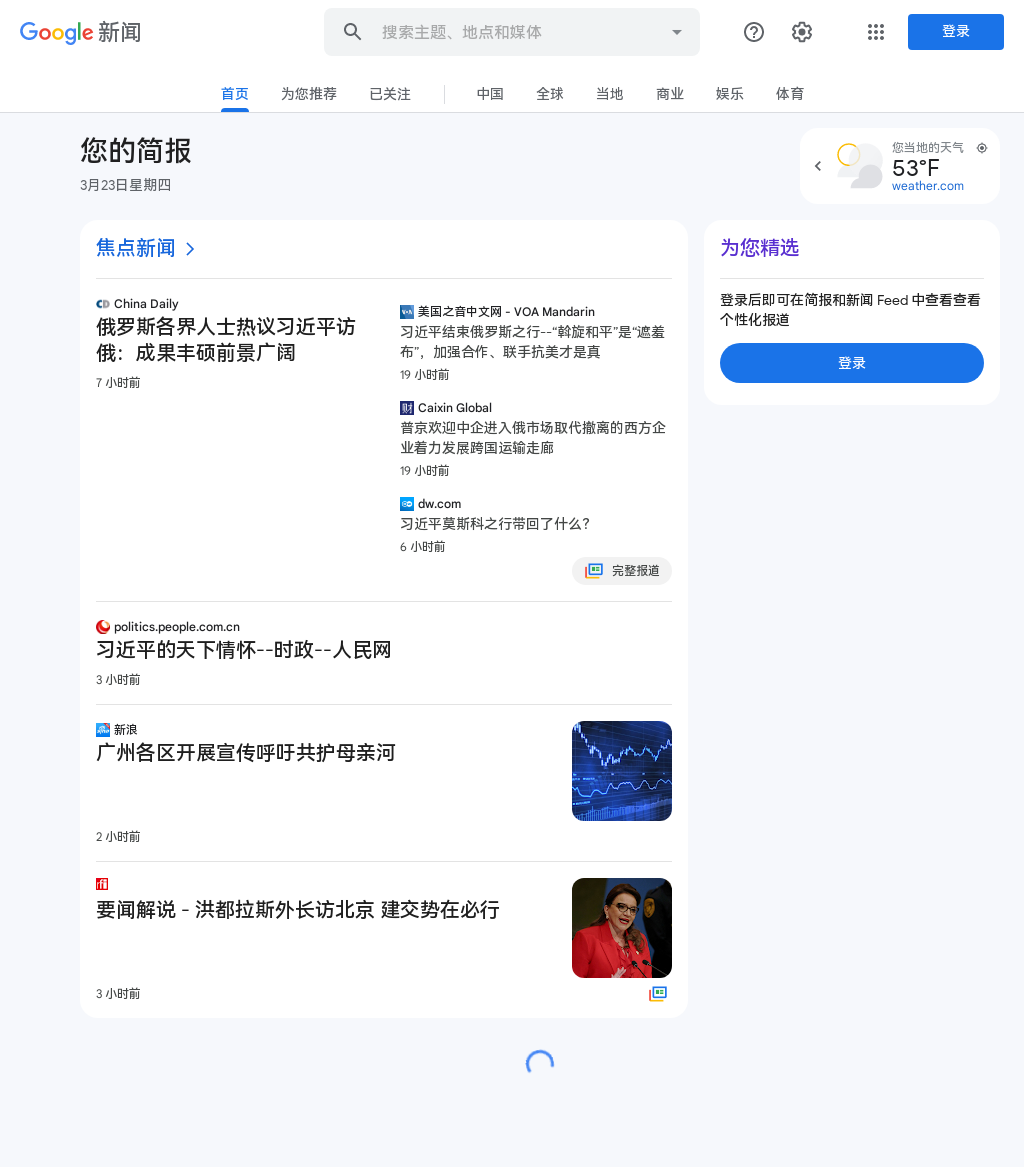 Google 新闻
搜索主题、地点和媒体
登录
首页 为您推荐 已关注 中国 全球 当地 商业 娱乐 体育
您的简报
3月23日星期四
您当地的天气
53°F
weather.com
焦点新闻
China Daily
俄罗斯各界人士热议习近平访
俄：成果丰硕前景广阔
7 小时前
美国之音中文网 - VOA Mandarin
习近平结束俄罗斯之行--“斡旋和平”是“遮羞
布”，加强合作、联手抗美才是真
19 小时前
Caixin Global
普京欢迎中企进入俄市场取代撤离的西方企
业着力发展跨国运输走廊
19 小时前
dw.com
习近平莫斯科之行带回了什么？
6 小时前
完整报道
politics.people.com.cn
习近平的天下情怀--时政--人民网
3 小时前
新浪
广州各区开展宣传呼吁共护母亲河
2 小时前
要闻解说 - 洪都拉斯外长访北京 建交势在必行
3 小时前
为您精选
登录后即可在简报和新闻 Feed 中查看查看
个性化报道
登录